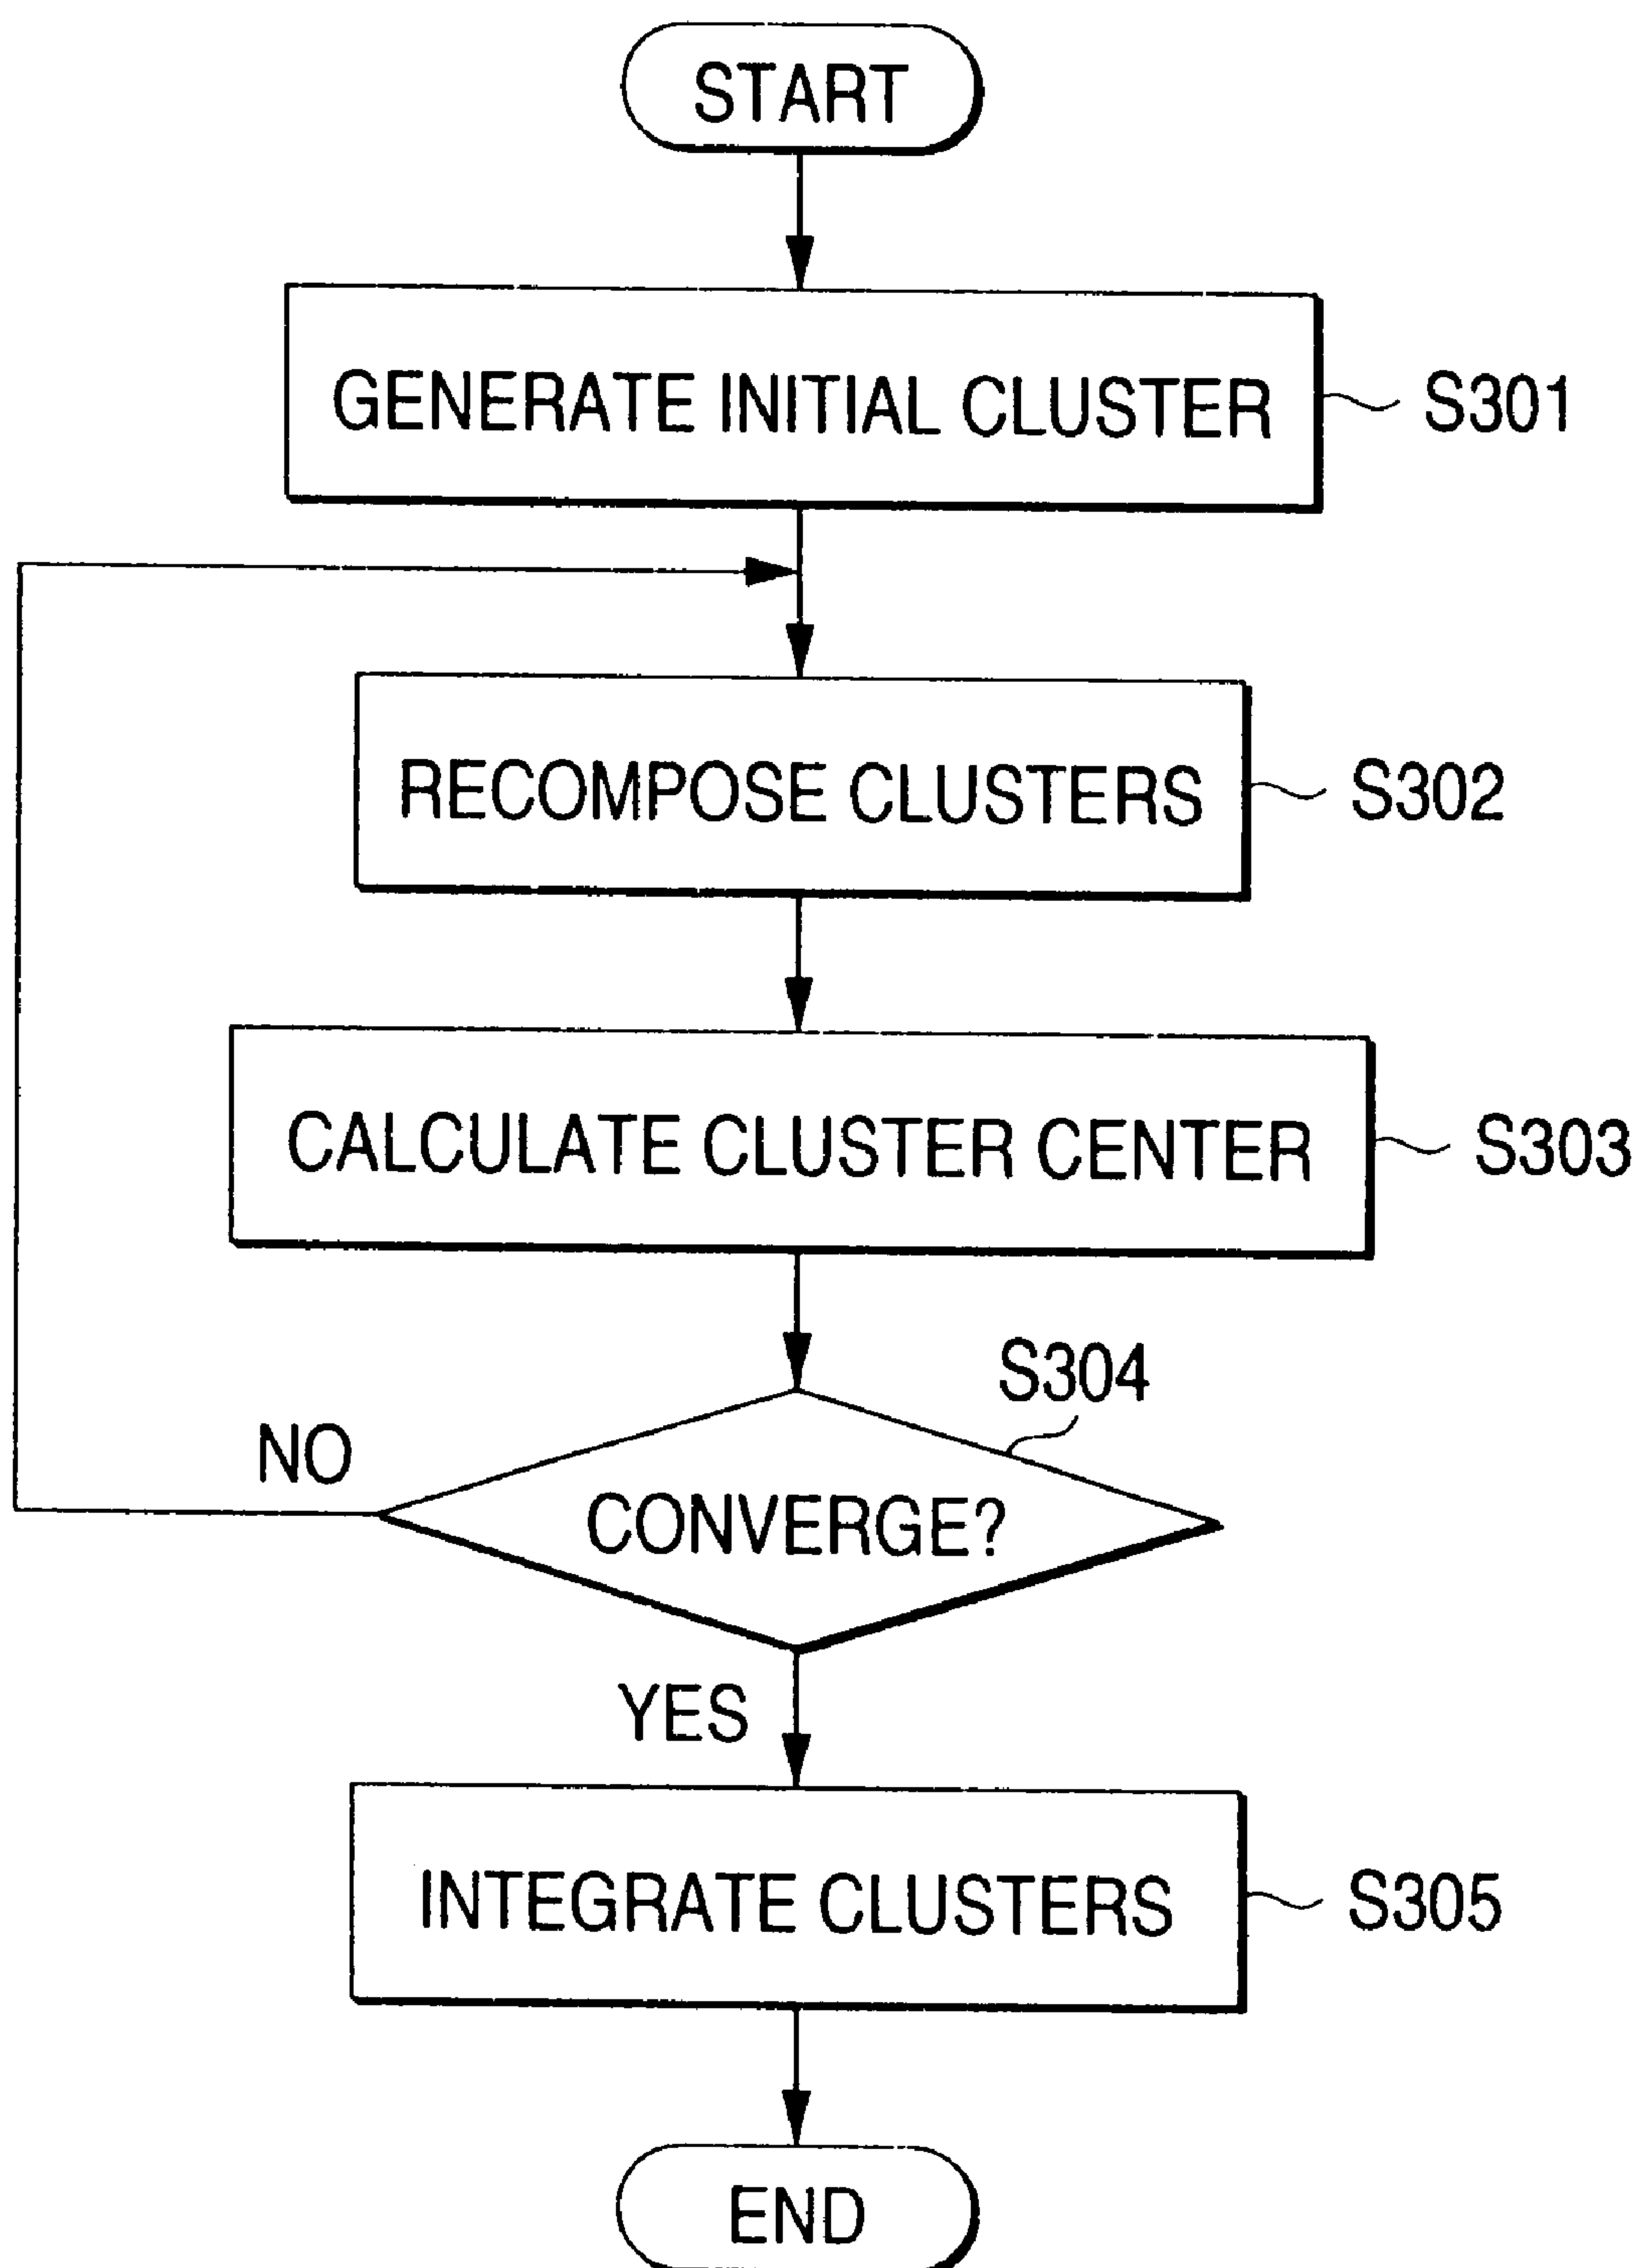 START
GENERATE INITIAL CLUSTER
S301
RECOMPOSE CLUSTERS
S302
CALCULATE CLUSTER CENTER
S303
S304
NO
CONVERGE?
YES
INTEGRATE CLUSTERS
S305
END